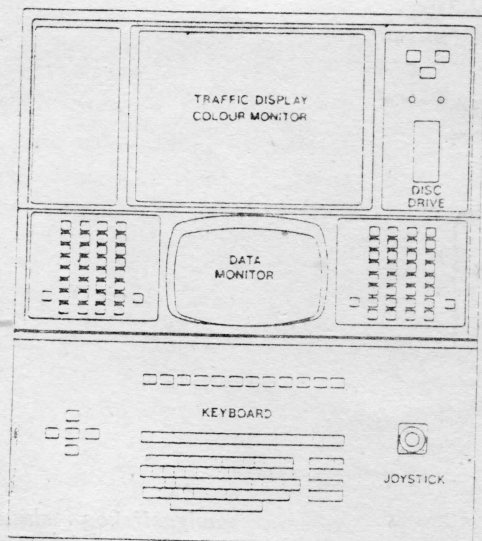 TRAFFIC DISPLAY
COLOUR MONITOR
DISC
DRIVE
DATA
MONITOR
KEYBOARD
JOYSTICK